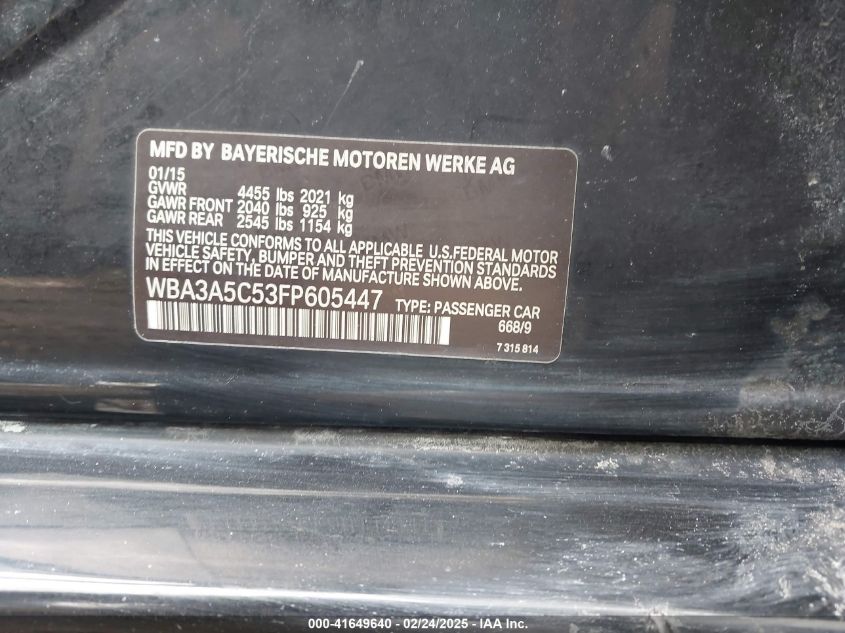 MFD BY BAYERISCHE MOTOREN WERKE AG
01/15
GVWR 4455 lbs 2021 kg
GAWR FRONT 2040 lbs 925 kg
GAWR REAR 2545 lbs 1154 kg
THIS VEHICLE CONFORMS TO ALL APPLICABLE U.S.FEDERAL MOTOR
VEHICLE SAFETY, BUMPER AND THEFT PREVENTION STANDARDS
IN EFFECT ON THE DATE OF MANUFACTURE SHOWN ABOVE.
WBA3A5C53FP605447 TYPE: PASSENGER CAR
668/9
7 315 814
000-41649640 - 02/24/2025 - IAA Inc.